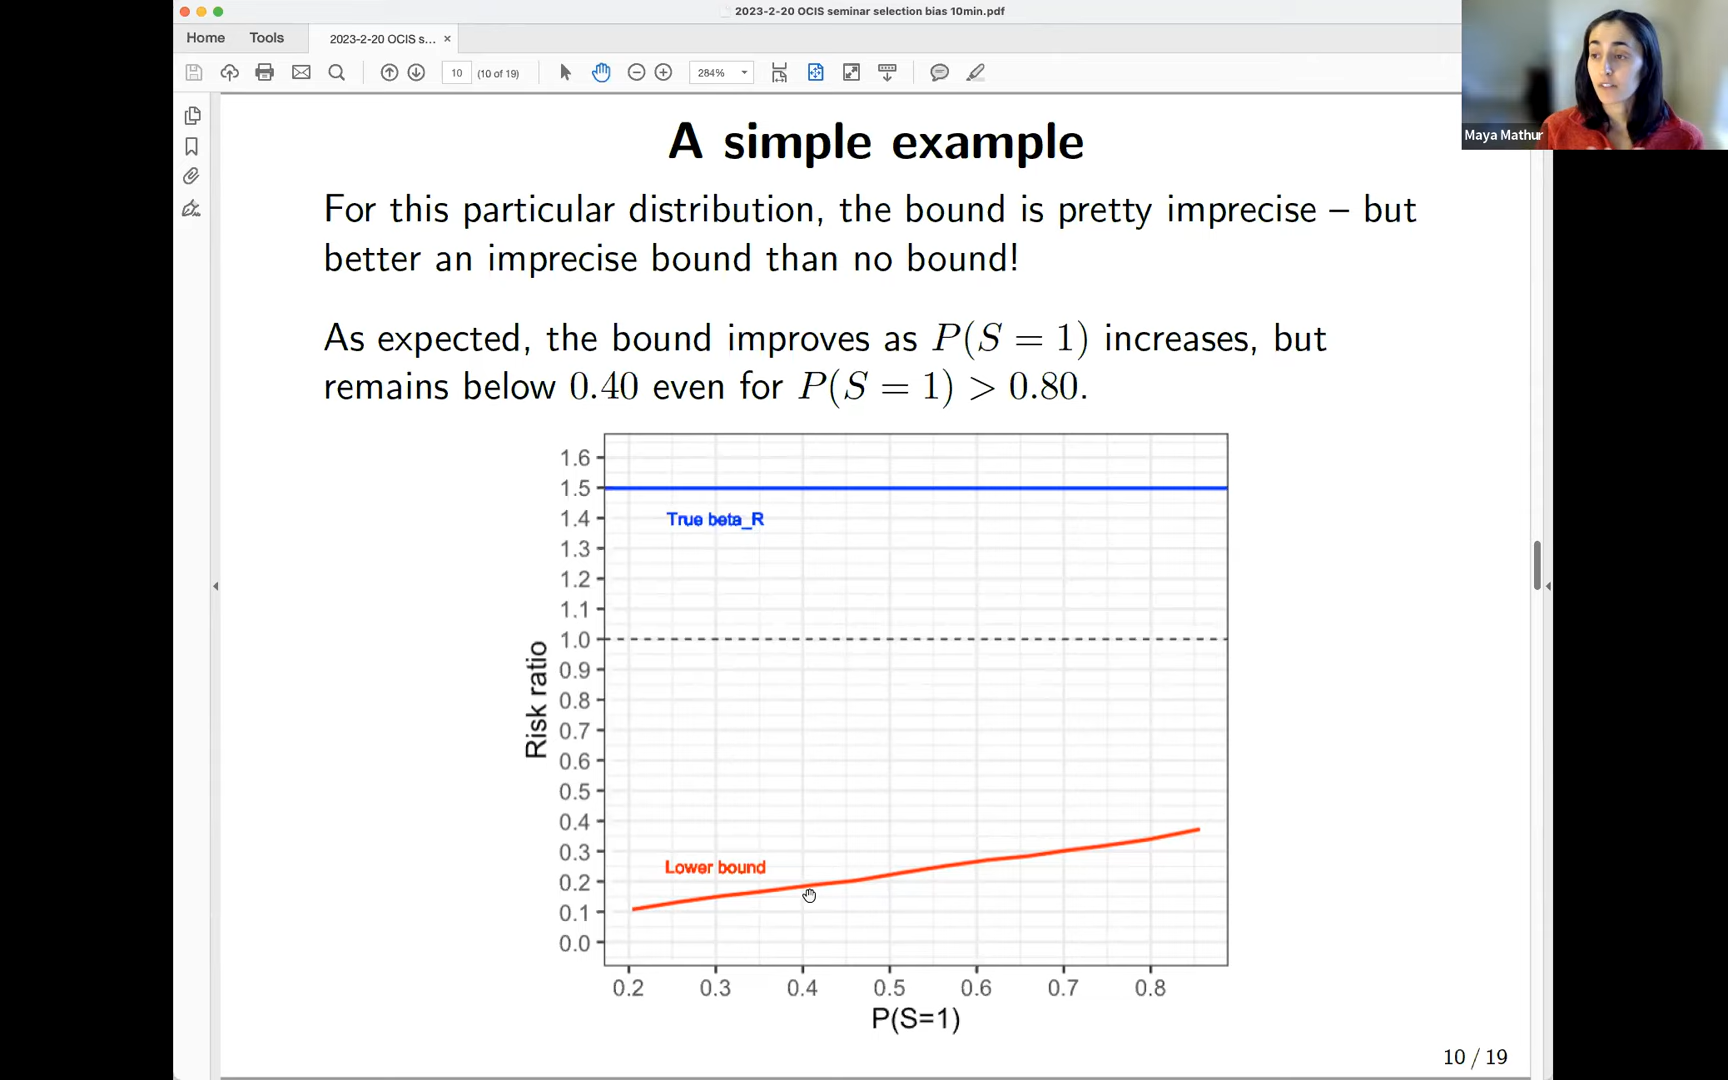 2023-2-20 OCIS seminar selection bias 10min.pdf
Home Tools 2023-2-20 OCIS s... ×
10 (10 of 19) 284%
Maya Mathur
A simple example
For this particular distribution, the bound is pretty imprecise – but
better an imprecise bound than no bound!
As expected, the bound improves as P(S = 1) increases, but
remains below 0.40 even for P(S = 1) > 0.80.
1.6
1.5
True beta_R
1.4
1.3
1.2
1.1
1.0
0.9
0.8
0.7
0.6
0.5
0.4
0.3
Lower bound
0.2
0.1
0.0
Risk ratio
0.2 0.3 0.4 0.5 0.6 0.7 0.8
P(S=1)
10 / 19